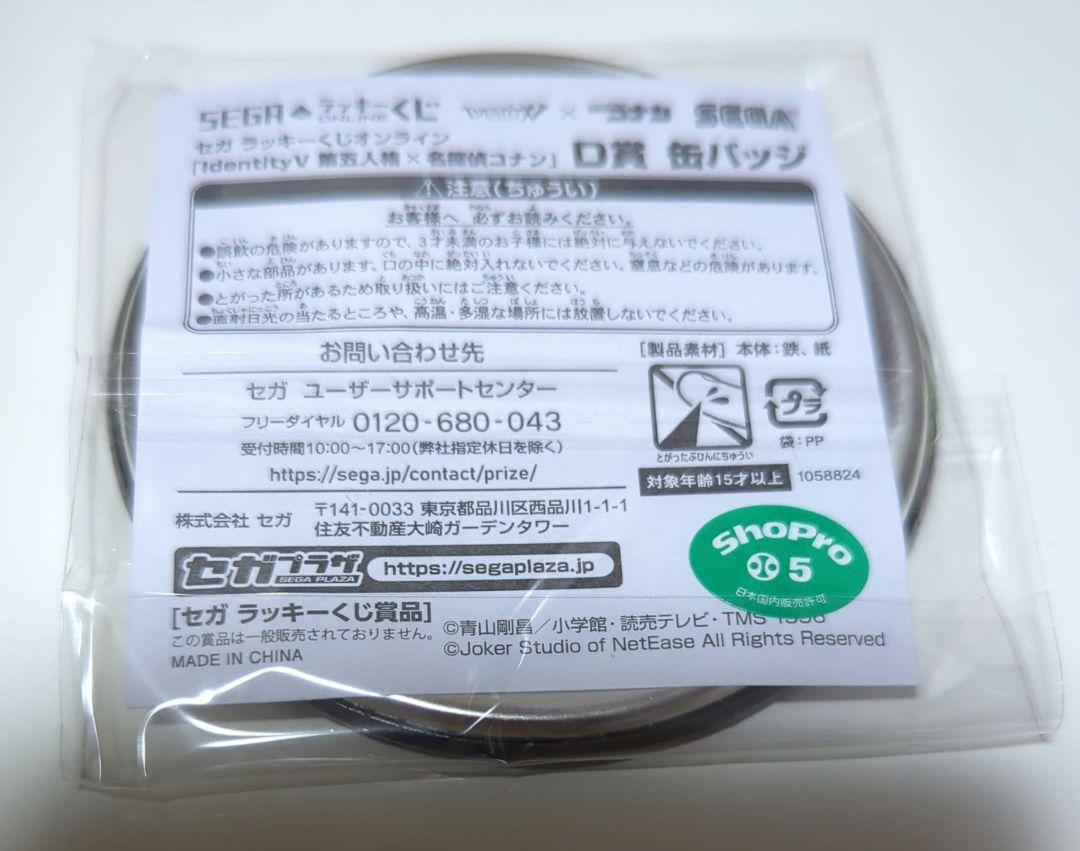 SEGA ラッキーくじ ONLINE IdentityV × 名探偵コナン SEGA
セガ ラッキーくじオンライン
「IdentityV 第五人格 × 名探偵コナン」 D賞 缶バッジ
⚠注意(ちゅうい)
お客様へ 必ずお読みください。
●誤飲の危険がありますので、3才未満のお子様には絶対に与えないでください。
●小さな部品があります。口の中に絶対入れないでください。窒息などの危険があります。
●とがった所があるため取り扱いにはご注意ください。
●直射日光の当たるところや、高温・多湿な場所には放置しないでください。
お問い合わせ先
セガ ユーザーサポートセンター
フリーダイヤル 0120-680-043
受付時間10:00～17:00(弊社指定休日を除く)
https://sega.jp/contact/prize/
株式会社 セガ
〒141-0033 東京都品川区西品川1-1-1
住友不動産大崎ガーデンタワー
[製品素材] 本体:鉄、紙
プラ
袋:PP
とがったぶひんにちゅうい
対象年齢15才以上 1058824
セガプラザ SEGA PLAZA https://segaplaza.jp
ShoPro
5
日本国内販売許可
[セガ ラッキーくじ賞品]
この賞品は一般販売されておりません。
MADE IN CHINA
©青山剛昌／小学館・読売テレビ・TMS 1996
©Joker Studio of NetEase All Rights Reserved